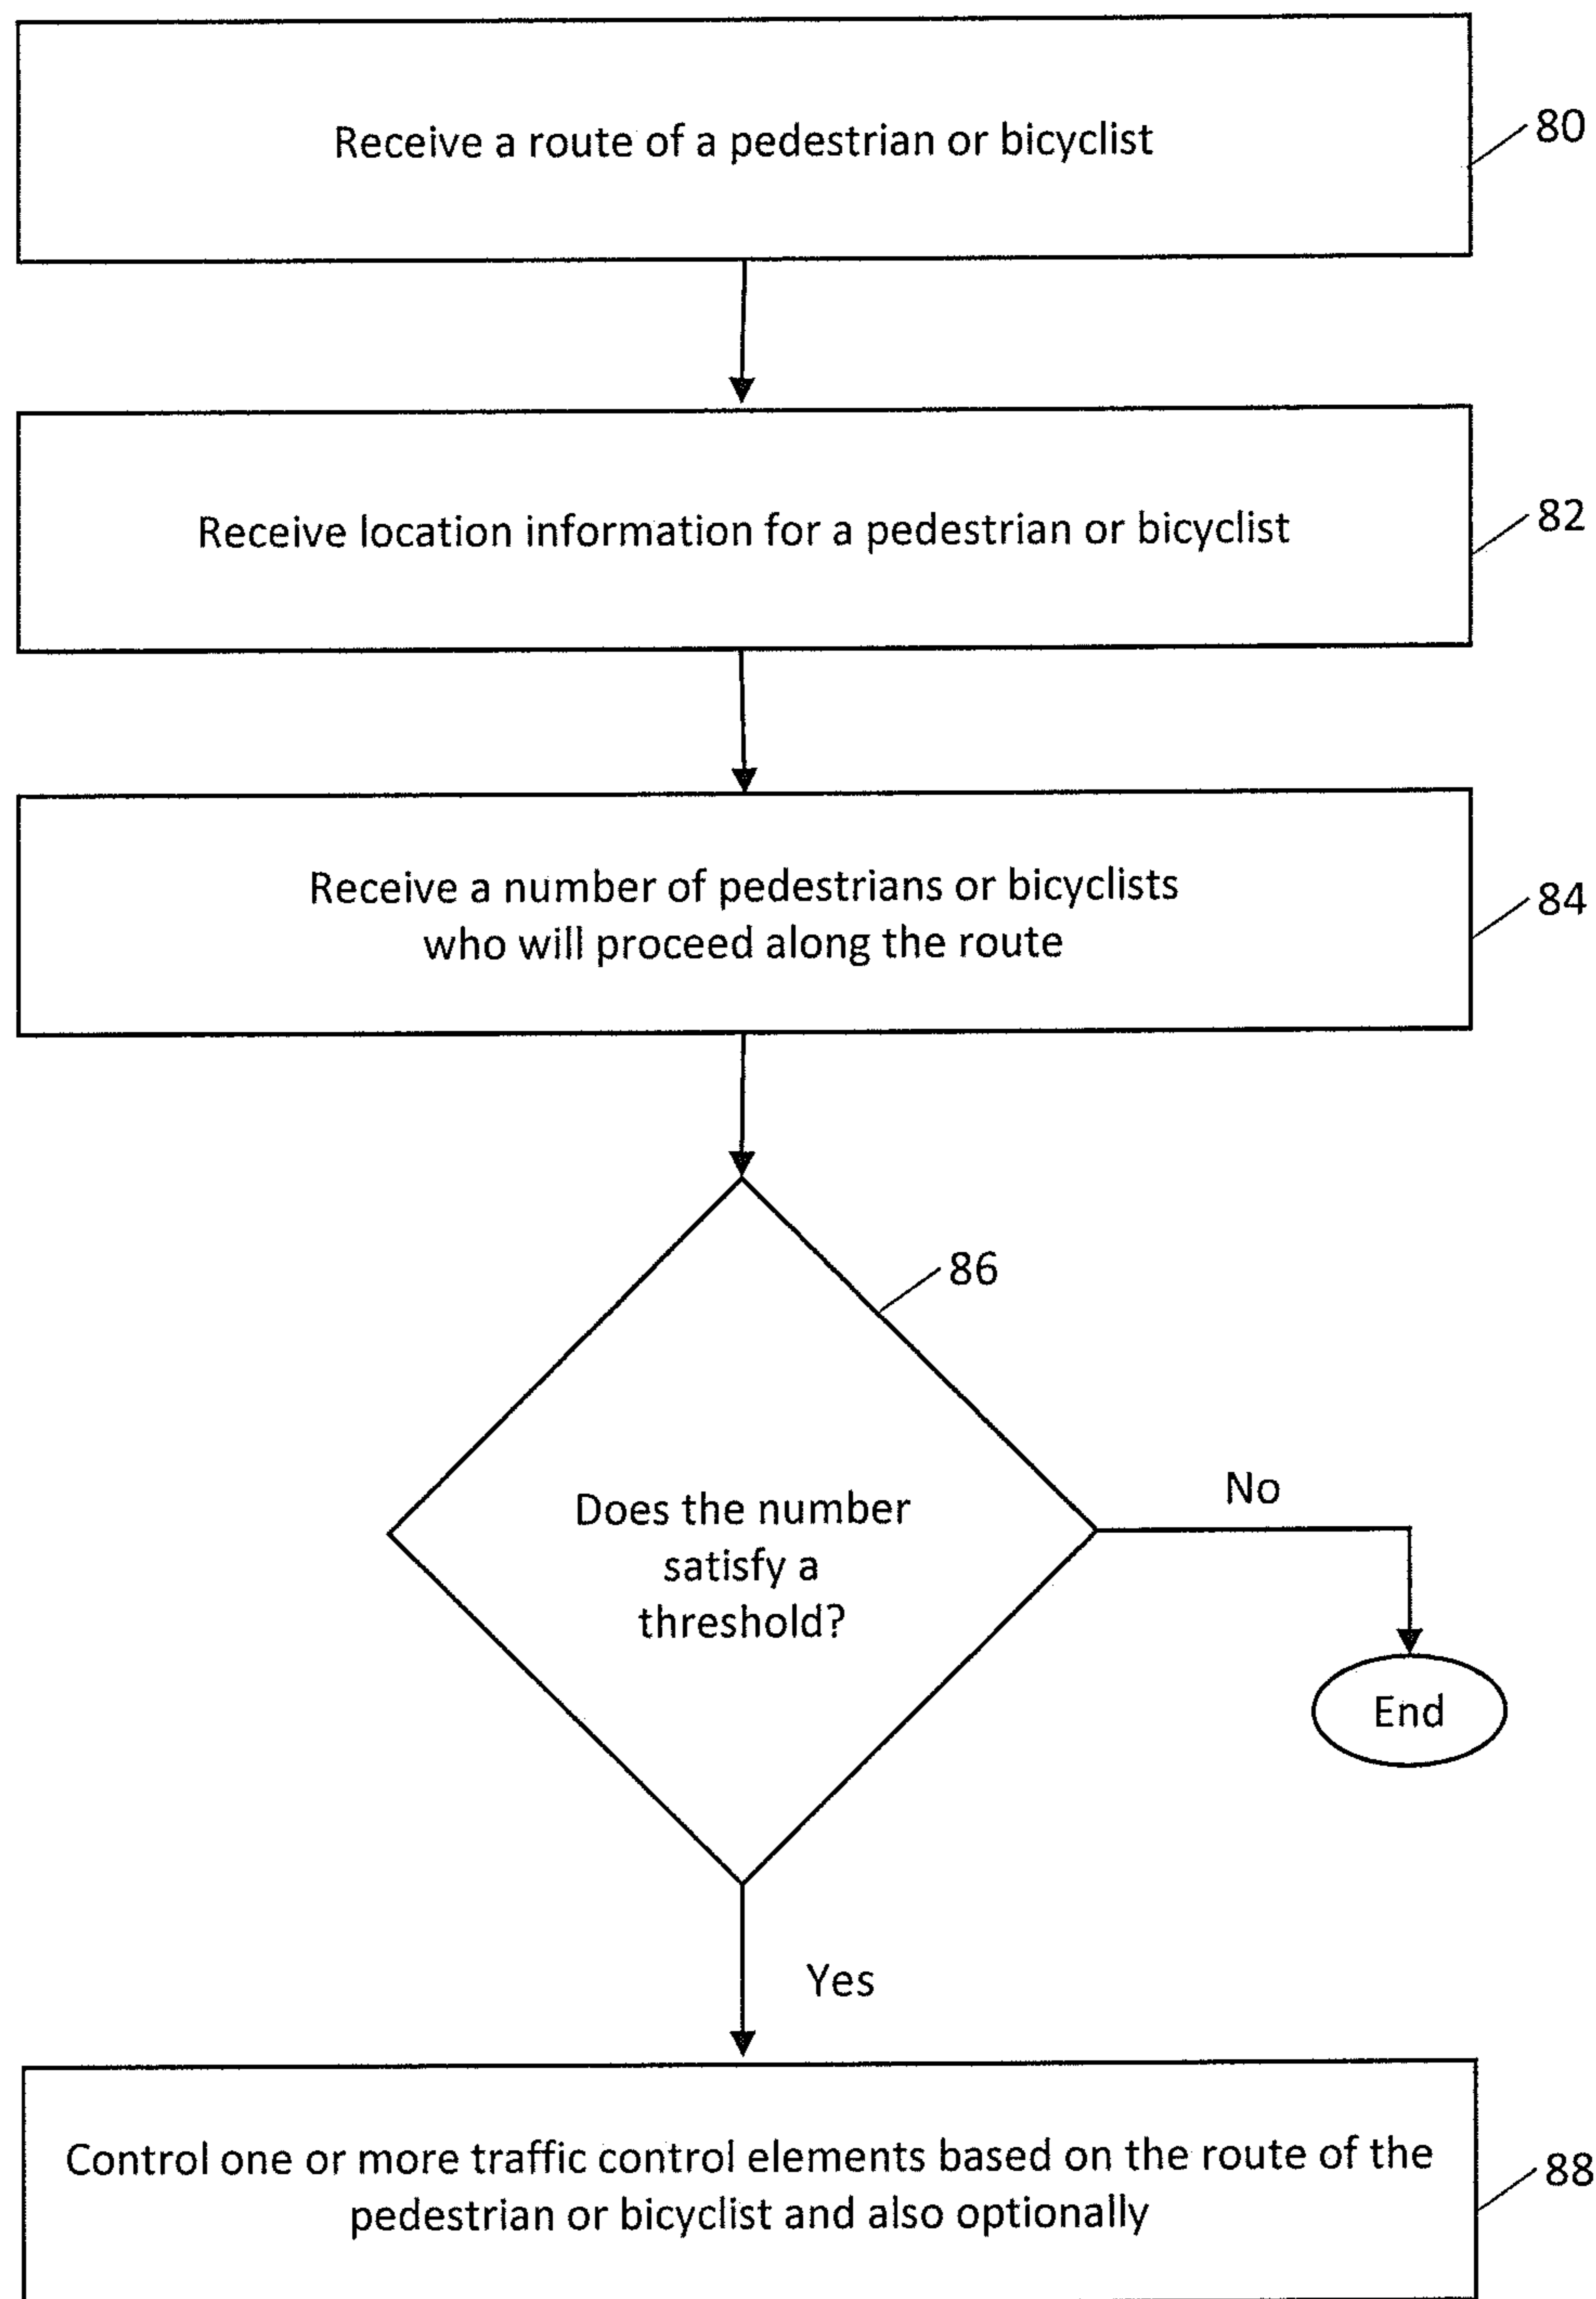 Receive a route of a pedestrian or bicyclist
80
Receive location information for a pedestrian or bicyclist
82
Receive a number of pedestrians or bicyclists
who will proceed along the route
84
86
Does the number
satisfy a
threshold?
No
End
Yes
Control one or more traffic control elements based on the route of the
pedestrian or bicyclist and also optionally
88